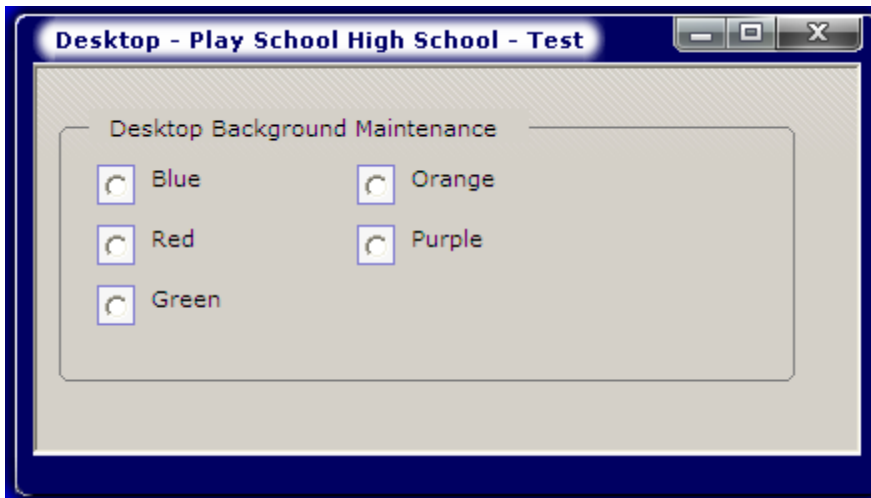 Desktop - Play School High School - Test
Desktop Background Maintenance
Blue
Orange
Red
Purple
Green